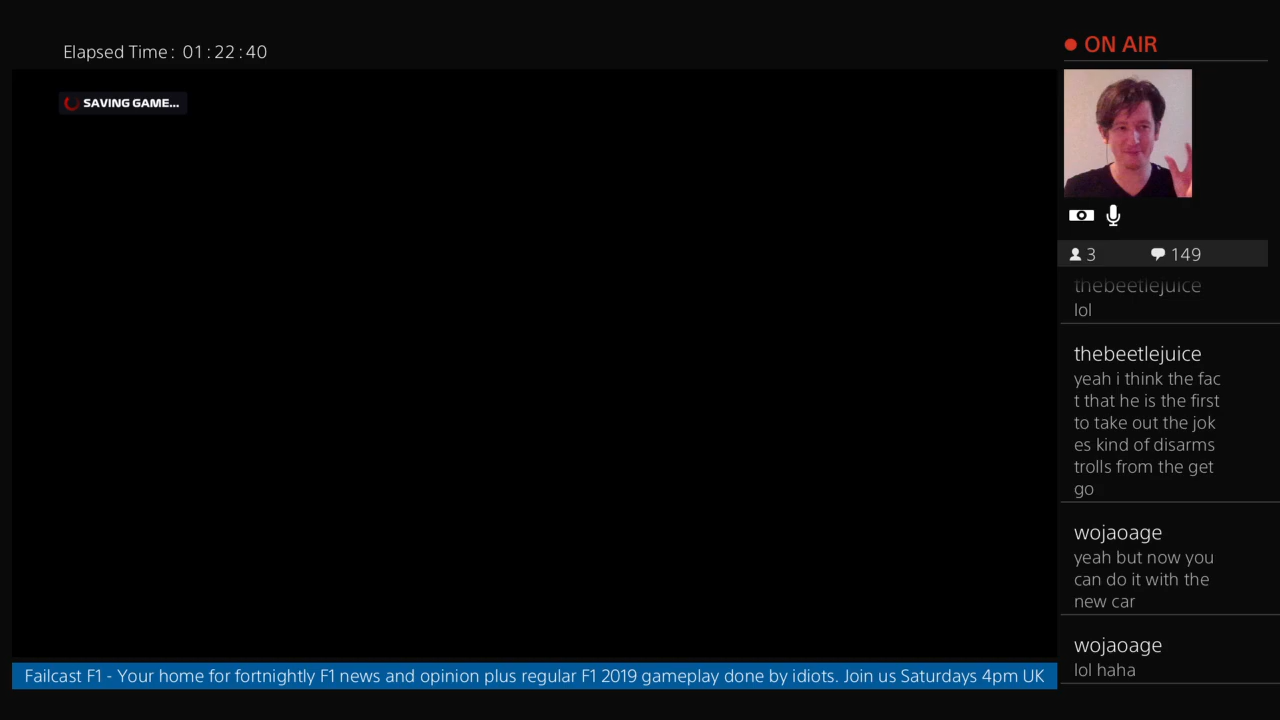 Elapsed Time: 01:22:40
ON AIR
SAVING GAME...
3 149
thebeetlejuice
lol
thebeetlejuice
yeah i think the fac
t that he is the first
to take out the jok
es kind of disarms
trolls from the get
go
wojaoage
yeah but now you
can do it with the
new car
wojaoage
lol haha
Failcast F1 - Your home for fortnightly F1 news and opinion plus regular F1 2019 gameplay done by idiots. Join us Saturdays 4pm UK